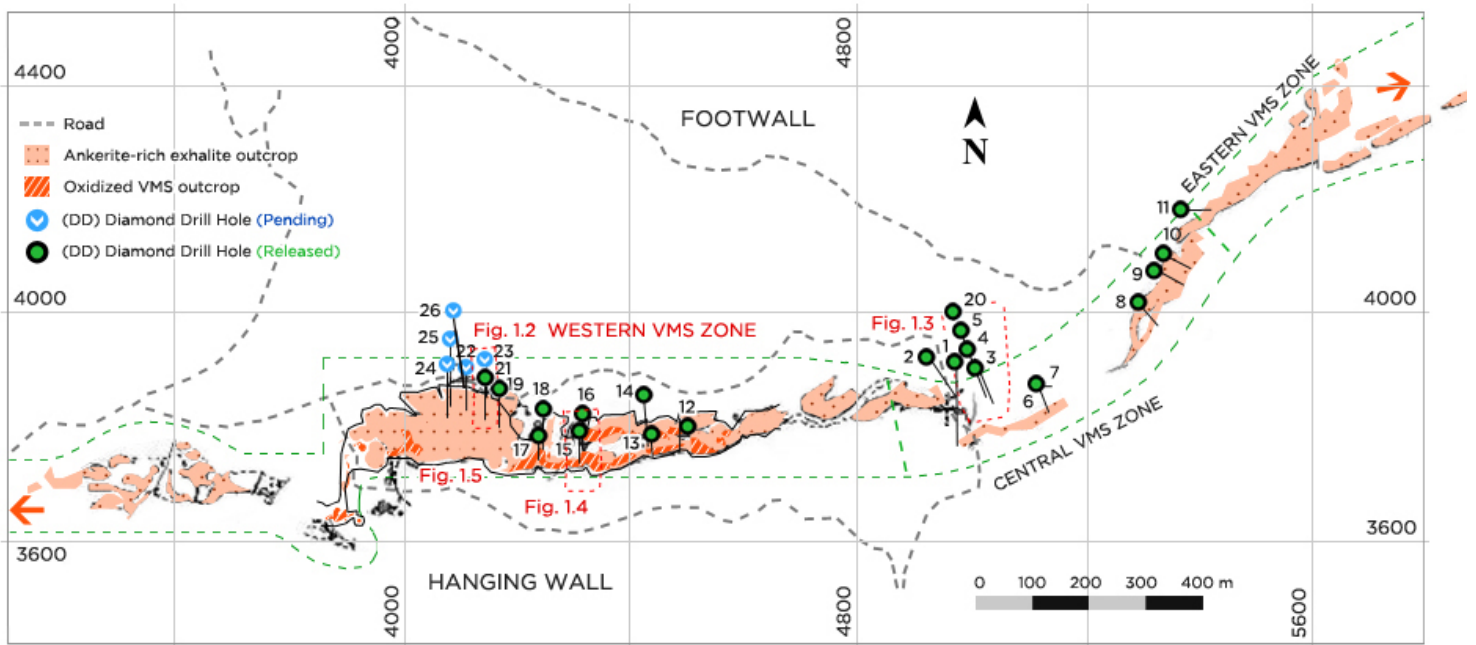 4000
4800
4400
FOOTWALL
N
EASTERN VMS ZONE
Road
Ankerite-rich exhalite outcrop
Oxidized VMS outcrop
(DD) Diamond Drill Hole (Pending)
(DD) Diamond Drill Hole (Released)
11
10
9
8
4000
4000
26
25
24
22
23
21
19
Fig. 1.2 WESTERN VMS ZONE
Fig. 1.3
20
5
4
1
3
2
7
6
18
16
14
12
17
15
13
Fig. 1.5
Fig. 1.4
CENTRAL VMS ZONE
3600
3600
HANGING WALL
4000
4800
5600
0 100 200 300 400 m